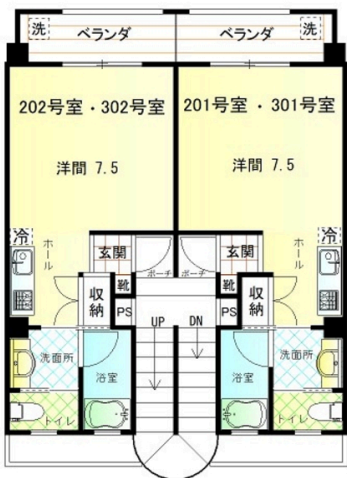 洗 ベランダ ベランダ 洗
202号室・302号室 201号室・301号室
洋間 7.5 洋間 7.5
冷 ホール 玄関 ポーチ ポーチ 玄関 ホール 冷
収納 靴 靴 収納
PS UP DN PS
洗面所 浴室 浴室 洗面所
トイレ トイレ